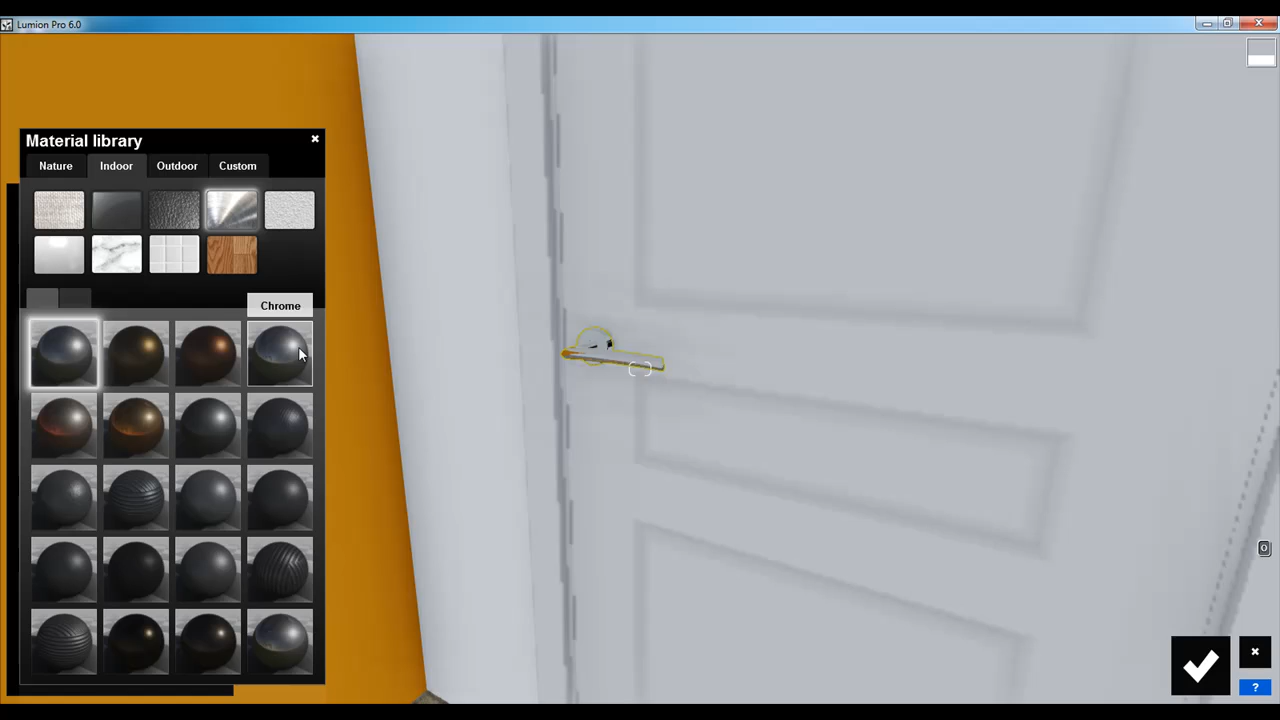 Lumion Pro 6.0
Material library
Nature
Indoor
Outdoor
Custom
Chrome
?